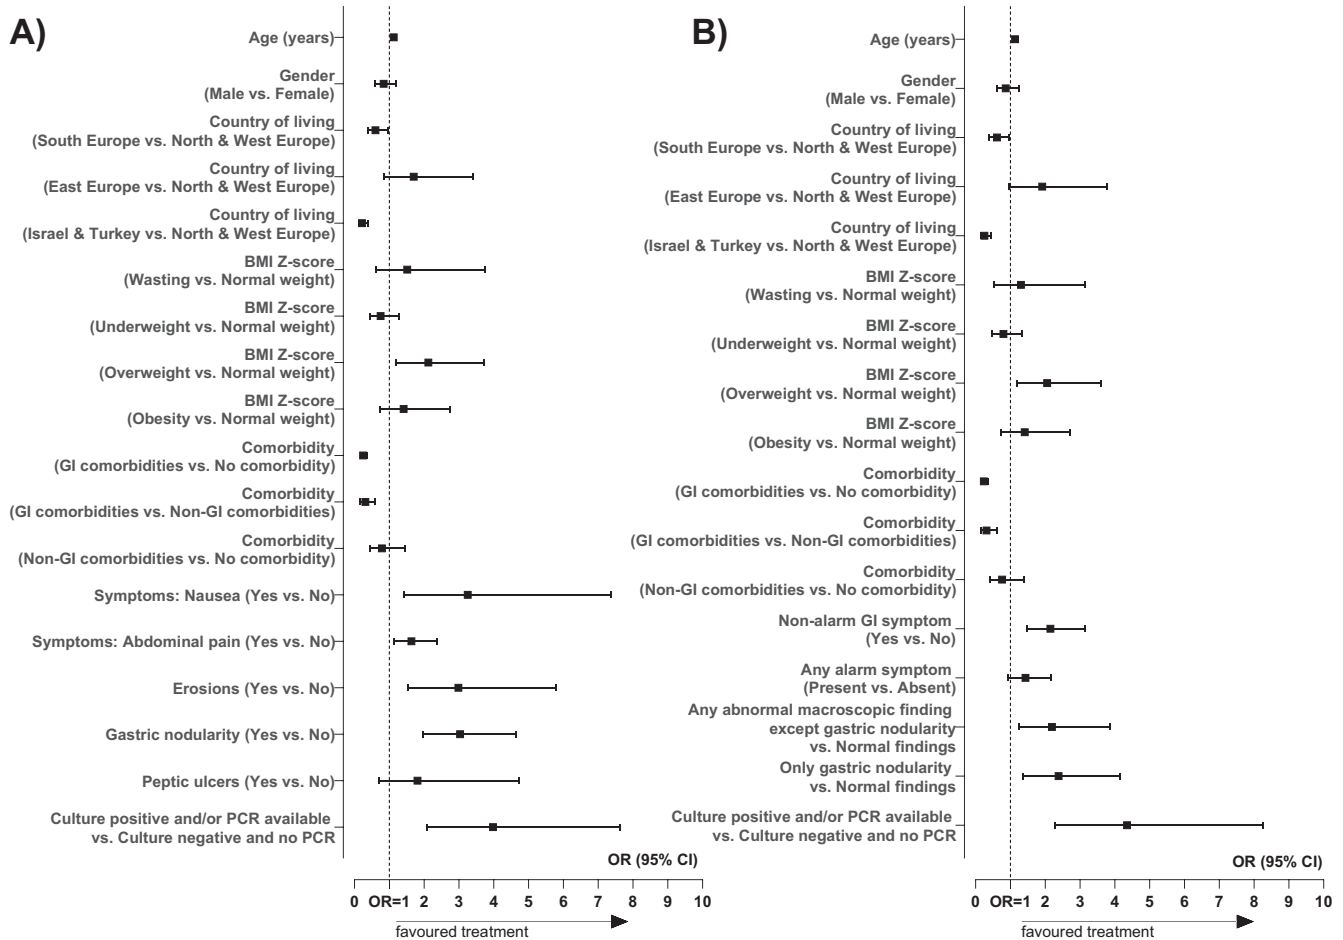 A)
Age (years)
Gender
(Male vs. Female)
Country of living
(South Europe vs. North & West Europe)
Country of living
(East Europe vs. North & West Europe)
Country of living
(Israel & Turkey vs. North & West Europe)
BMI Z-score
(Wasting vs. Normal weight)
BMI Z-score
(Underweight vs. Normal weight)
BMI Z-score
(Overweight vs. Normal weight)
BMI Z-score
(Obesity vs. Normal weight)
Comorbidity
(GI comorbidities vs. No comorbidity)
Comorbidity
(GI comorbidities vs. Non-GI comorbidities)
Comorbidity
(Non-GI comorbidities vs. No comorbidity)
Symptoms: Nausea (Yes vs. No)
Symptoms: Abdominal pain (Yes vs. No)
Erosions (Yes vs. No)
Gastric nodularity (Yes vs. No)
Peptic ulcers (Yes vs. No)
Culture positive and/or PCR available
vs. Culture negative and no PCR
OR (95% CI)
0 OR=1 2 3 4 5 6 7 8 9 10
favoured treatment
B)
Age (years)
Gender
(Male vs. Female)
Country of living
(South Europe vs. North & West Europe)
Country of living
(East Europe vs. North & West Europe)
Country of living
(Israel & Turkey vs. North & West Europe)
BMI Z-score
(Wasting vs. Normal weight)
BMI Z-score
(Underweight vs. Normal weight)
BMI Z-score
(Overweight vs. Normal weight)
BMI Z-score
(Obesity vs. Normal weight)
Comorbidity
(GI comorbidities vs. No comorbidity)
Comorbidity
(GI comorbidities vs. Non-GI comorbidities)
Comorbidity
(Non-GI comorbidities vs. No comorbidity)
Non-alarm GI symptom
(Yes vs. No)
Any alarm symptom
(Present vs. Absent)
Any abnormal macroscopic finding
except gastric nodularity
vs. Normal findings
Only gastric nodularity
vs. Normal findings
Culture positive and/or PCR available
vs. Culture negative and no PCR
OR (95% CI)
0 OR=1 2 3 4 5 6 7 8 9 10
favoured treatment